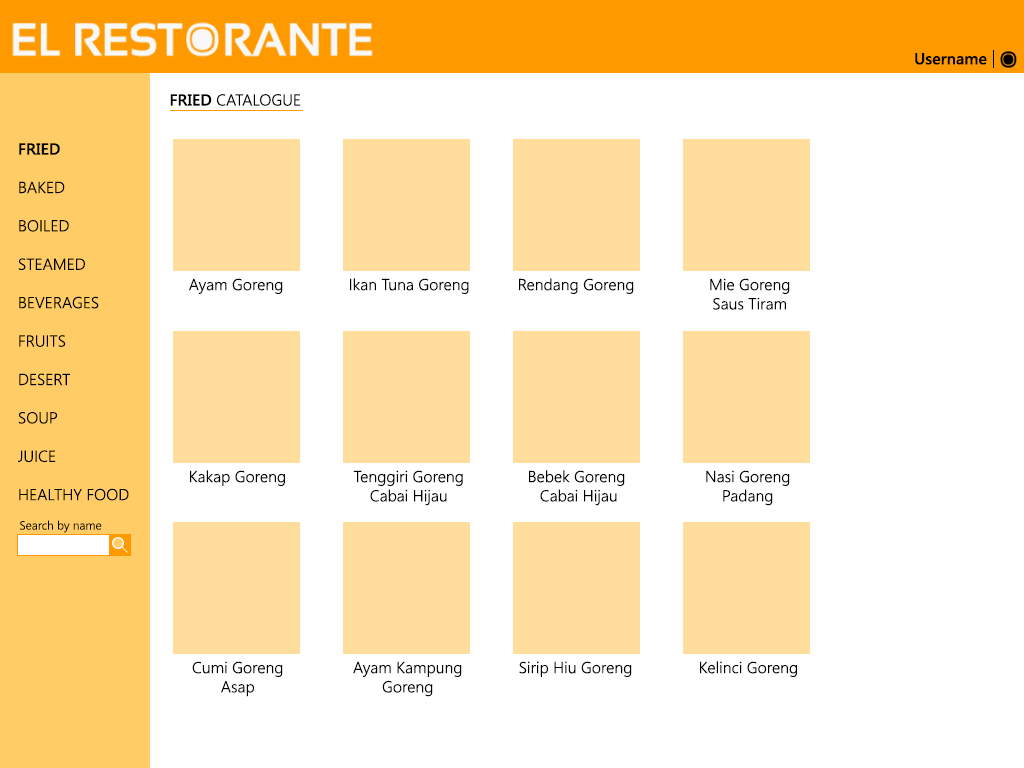 EL RESTORANTE
Username
FRIED CATALOGUE
FRIED
BAKED
BOILED
STEAMED
BEVERAGES
FRUITS
DESERT
SOUP
JUICE
HEALTHY FOOD
Search by name
Ayam Goreng
Ikan Tuna Goreng
Rendang Goreng
Mie Goreng
Saus Tiram
Kakap Goreng
Tenggiri Goreng
Cabai Hijau
Bebek Goreng
Cabai Hijau
Nasi Goreng
Padang
Cumi Goreng
Asap
Ayam Kampung
Goreng
Sirip Hiu Goreng
Kelinci Goreng